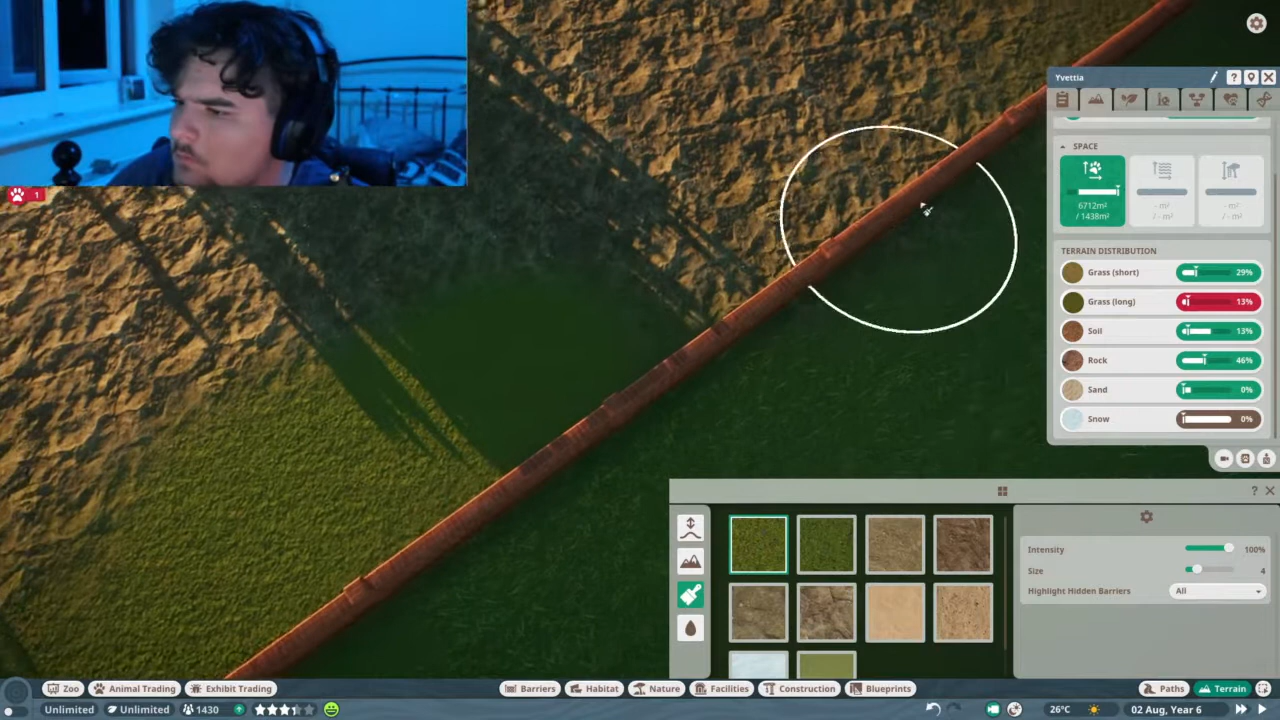 1
Yvettia
?
SPACE
6712m²
/ 1438m²
- m²
/ - m²
- m²
/ - m²
TERRAIN DISTRIBUTION
Grass (short) 29%
Grass (long) 13%
Soil 13%
Rock 46%
Sand 0%
Snow 0%
?
Intensity 100%
Size 4
Highlight Hidden Barriers All
Zoo Animal Trading Exhibit Trading Barriers Habitat Nature Facilities Construction Blueprints Paths Terrain
Unlimited Unlimited 1430 26°C 02 Aug, Year 6